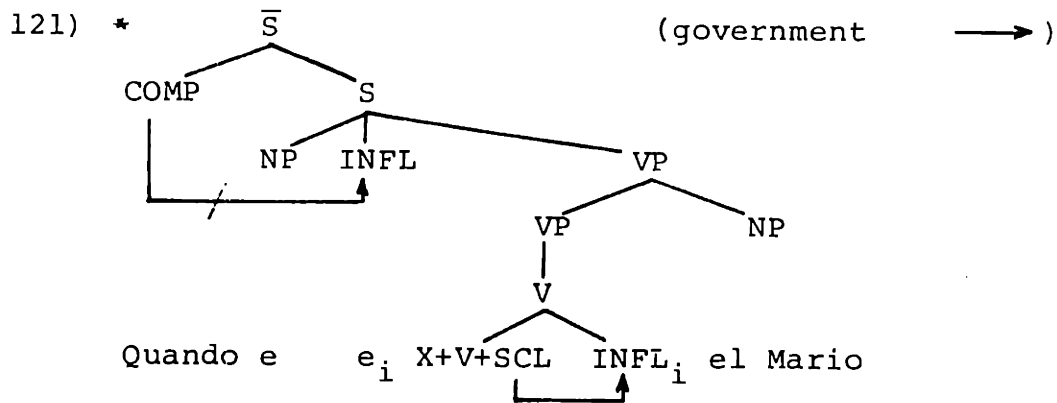 121) * S̅ (government ⟶ )
COMP S
NP INFL VP
VP NP
V
Quando e e_i X+V+SCL INFL_i el Mario